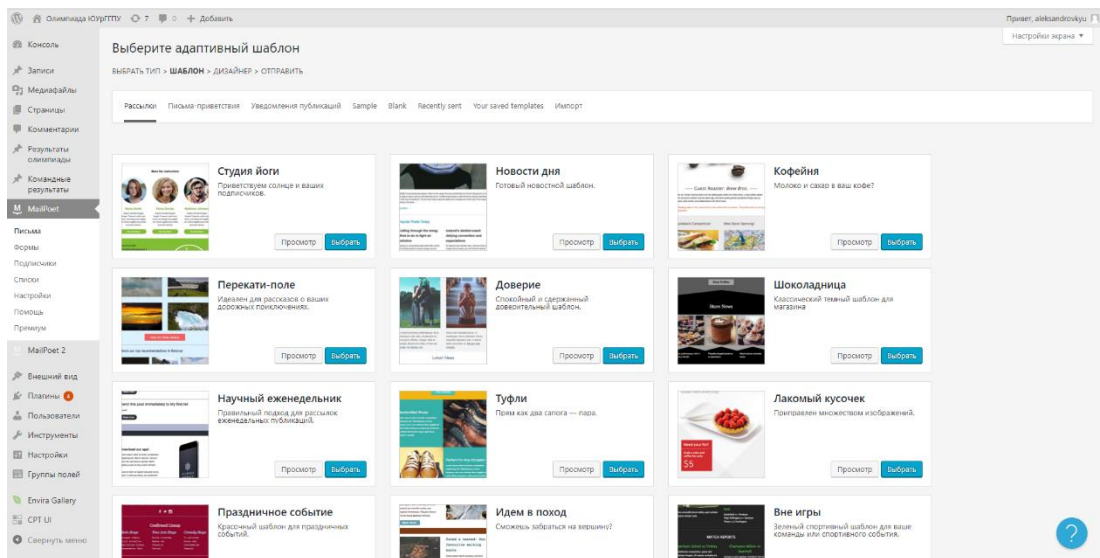 Олимпиада ЮУрГГПУ 7 0 + Добавить
Привет, aleksandrovkyu
Настройки экрана ▼
Консоль
Записи
Медиафайлы
Страницы
Комментарии
Результаты
олимпиады
Командные
результаты
MailPoet
Письма
Формы
Подписчики
Списки
Настройки
Помощь
Премиум
MailPoet 2
Внешний вид
Плагины 4
Пользователи
Инструменты
Настройки
Группы полей
Envira Gallery
CPT UI
Свернуть меню
Выберите адаптивный шаблон
ВЫБРАТЬ ТИП > ШАБЛОН > ДИЗАЙНЕР > ОТПРАВИТЬ
Рассылки Письма-приветствия Уведомления публикаций Sample Blank Recently sent Your saved templates Импорт
Студия йоги
Приветствуем солнце и ваших
подписчиков.
Просмотр Выбрать
Новости дня
Готовый новостной шаблон.
Просмотр Выбрать
Кофейня
Молоко и сахар в ваш кофе?
Просмотр Выбрать
Перекати-поле
Идеален для рассказов о ваших
дорожных приключениях.
Просмотр Выбрать
Доверие
Спокойный и сдержанный
доверительный шаблон.
Latest News
Просмотр Выбрать
Шоколадница
Классический темный шаблон для
магазина
Store News
Просмотр Выбрать
Научный еженедельник
Правильный подход для рассылок
еженедельных публикаций.
Просмотр Выбрать
Туфли
Прям как два сапога — пара.
Просмотр Выбрать
Лакомый кусочек
Приправлен множеством изображений.
$5
Просмотр Выбрать
Праздничное событие
Красочный шаблон для праздничных
событий.
Идем в поход
Сможешь забраться на вершину?
Вне игры
Зеленый спортивный шаблон для ваше
команды или спортивного события.
MATCH REPORTS
?